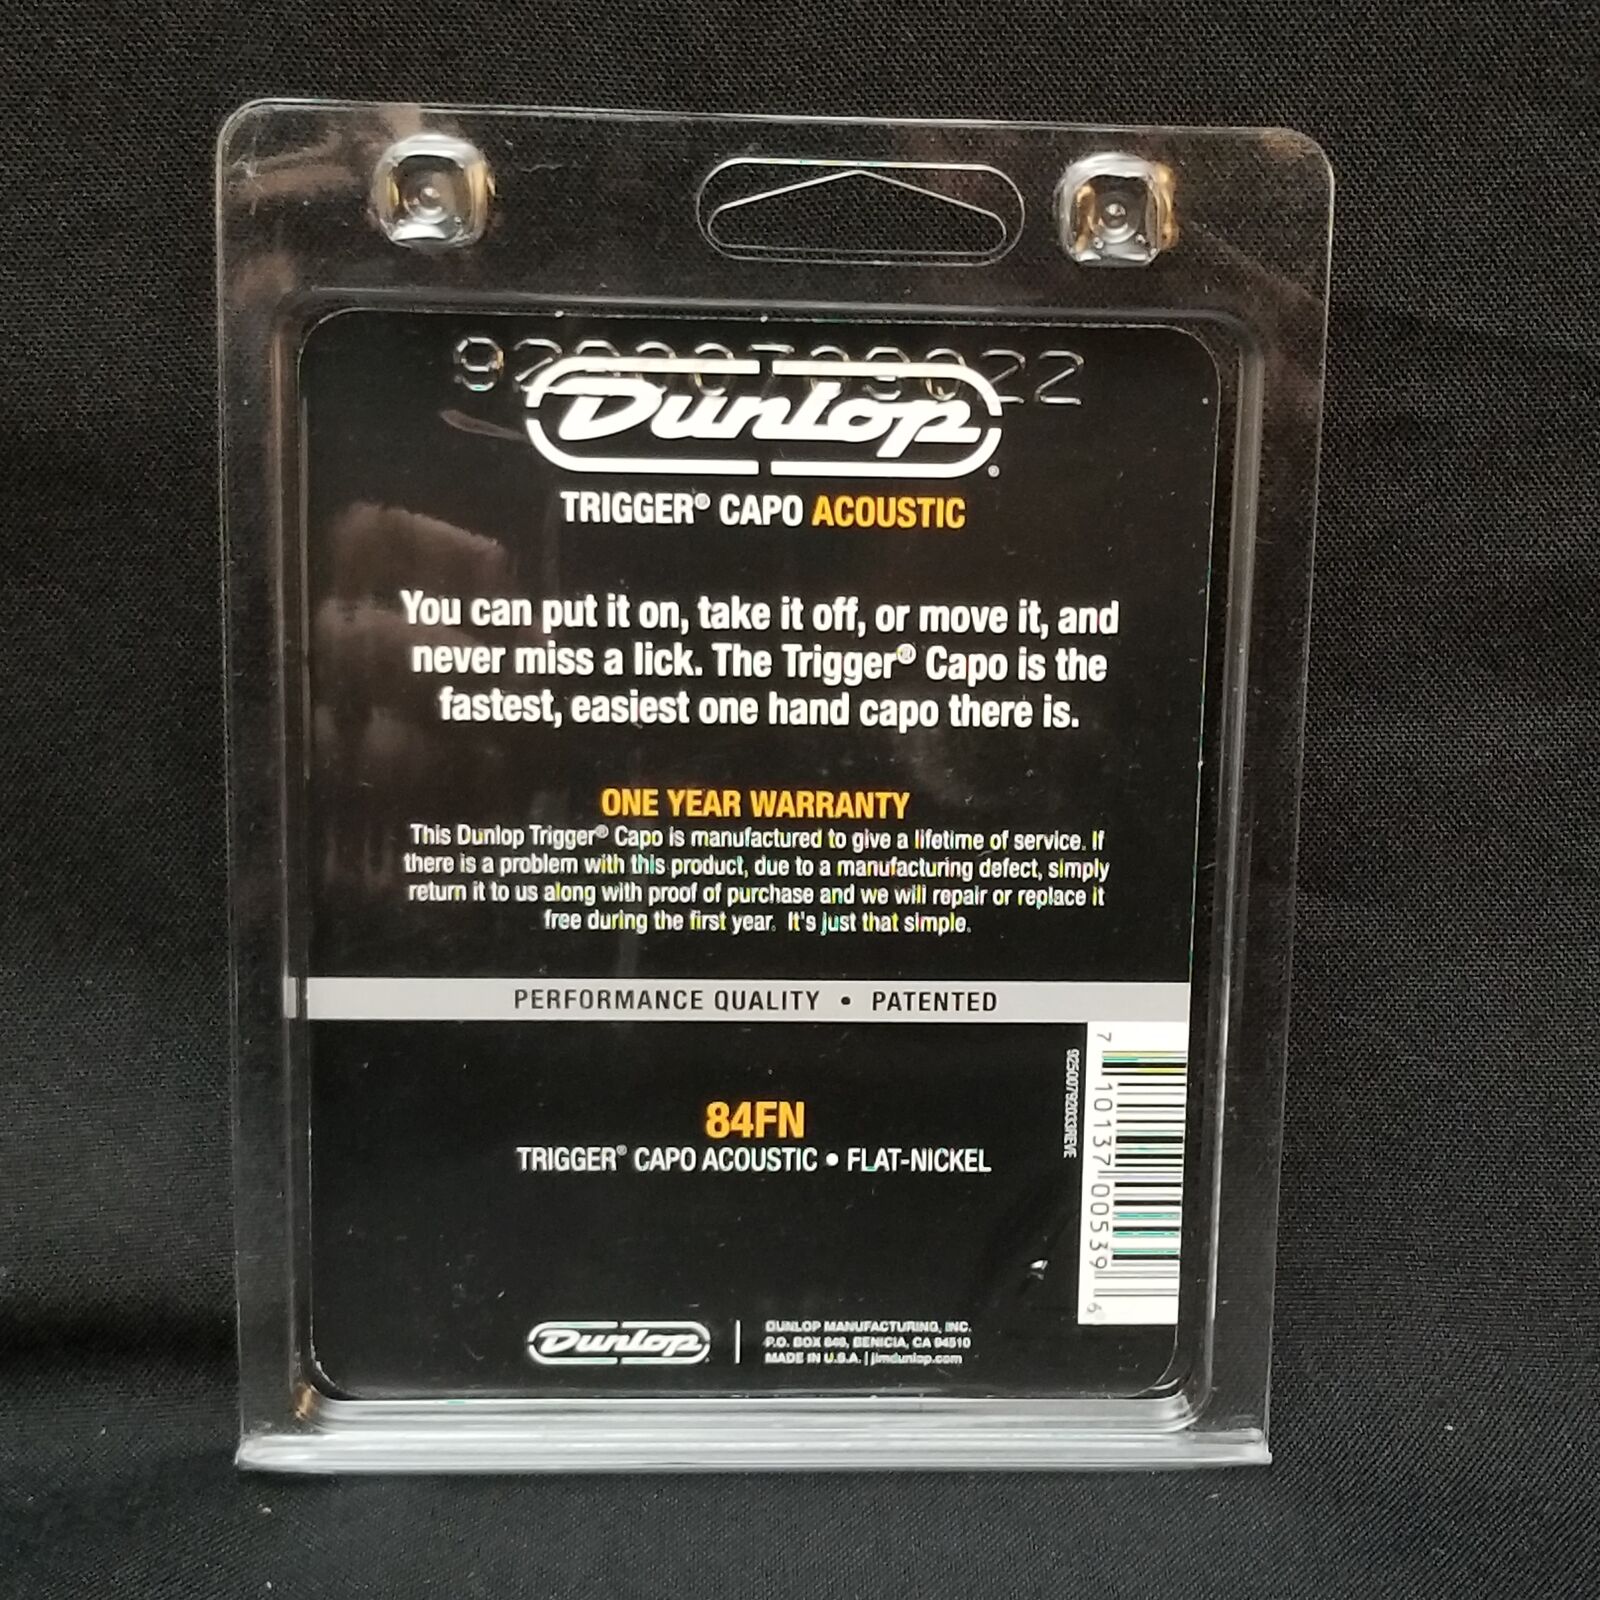 92000709022
Dunlop®
TRIGGER® CAPO ACOUSTIC
You can put it on, take it off, or move it, and
never miss a lick. The Trigger® Capo is the
fastest, easiest one hand capo there is.
ONE YEAR WARRANTY
This Dunlop Trigger® Capo is manufactured to give a lifetime of service. If
there is a problem with this product, due to a manufacturing defect, simply
return it to us along with proof of purchase and we will repair or replace it
free during the first year. It's just that simple.
PERFORMANCE QUALITY • PATENTED
84FN
TRIGGER® CAPO ACOUSTIC • FLAT-NICKEL
7 10137 00539 6
Dunlop
DUNLOP MANUFACTURING, INC.
P.O. BOX 846, BENICIA, CA 94510
MADE IN U.S.A. | jimdunlop.com